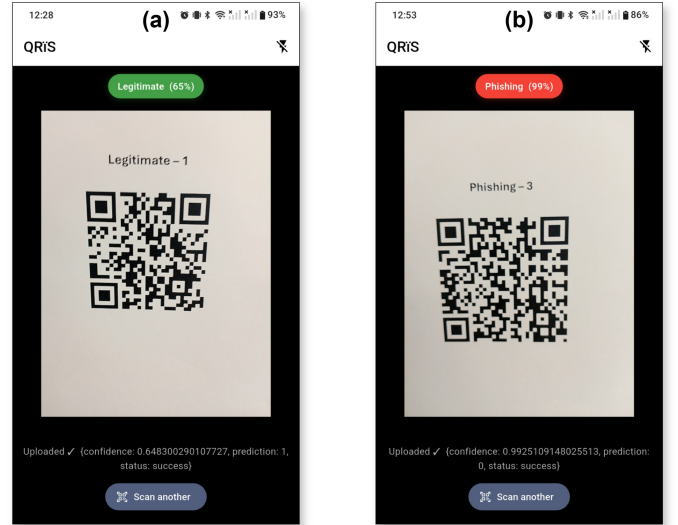 12:28
(a)
93%
QRïS
Legitimate (65%)
Legitimate – 1
Uploaded ✓ {confidence: 0.648300290107727, prediction: 1,
status: success}
Scan another
12:53
(b)
86%
QRïS
Phishing (99%)
Phishing – 3
Uploaded ✓ {confidence: 0.9925109148025513, prediction:
0, status: success}
Scan another